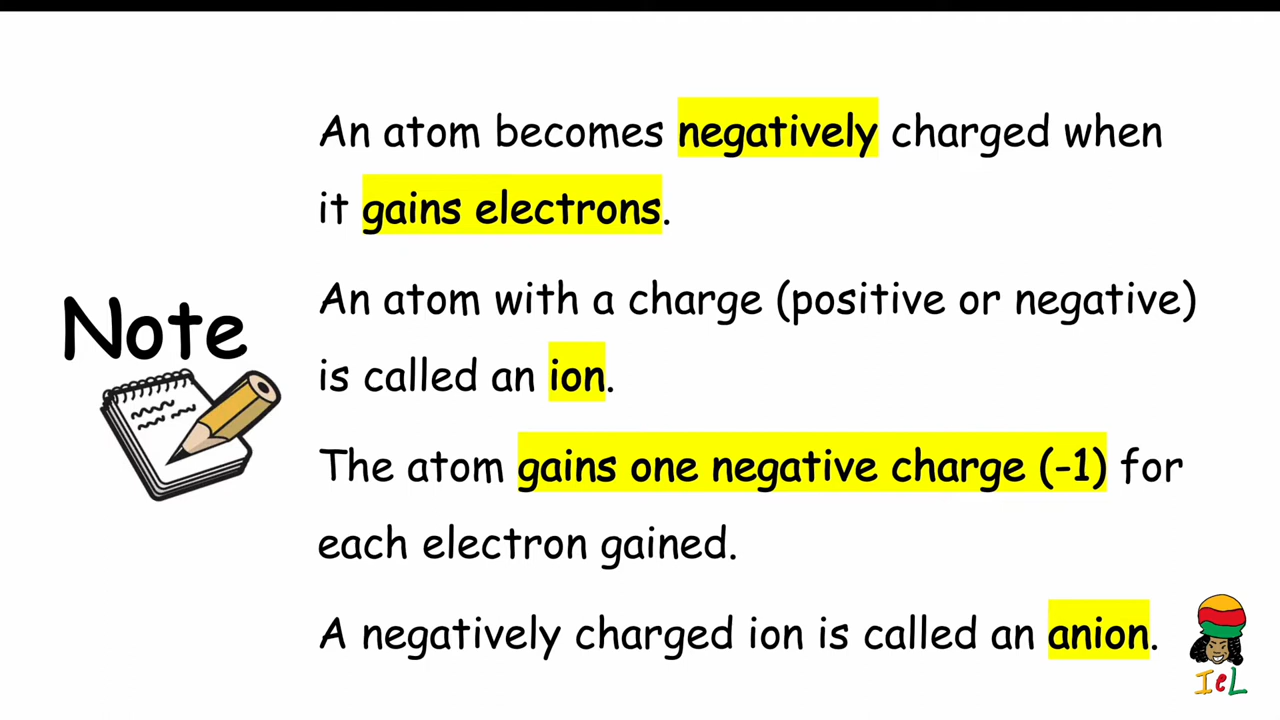 Note
An atom becomes negatively charged when
it gains electrons.
An atom with a charge (positive or negative)
is called an ion.
The atom gains one negative charge (-1) for
each electron gained.
A negatively charged ion is called an anion.
IeL